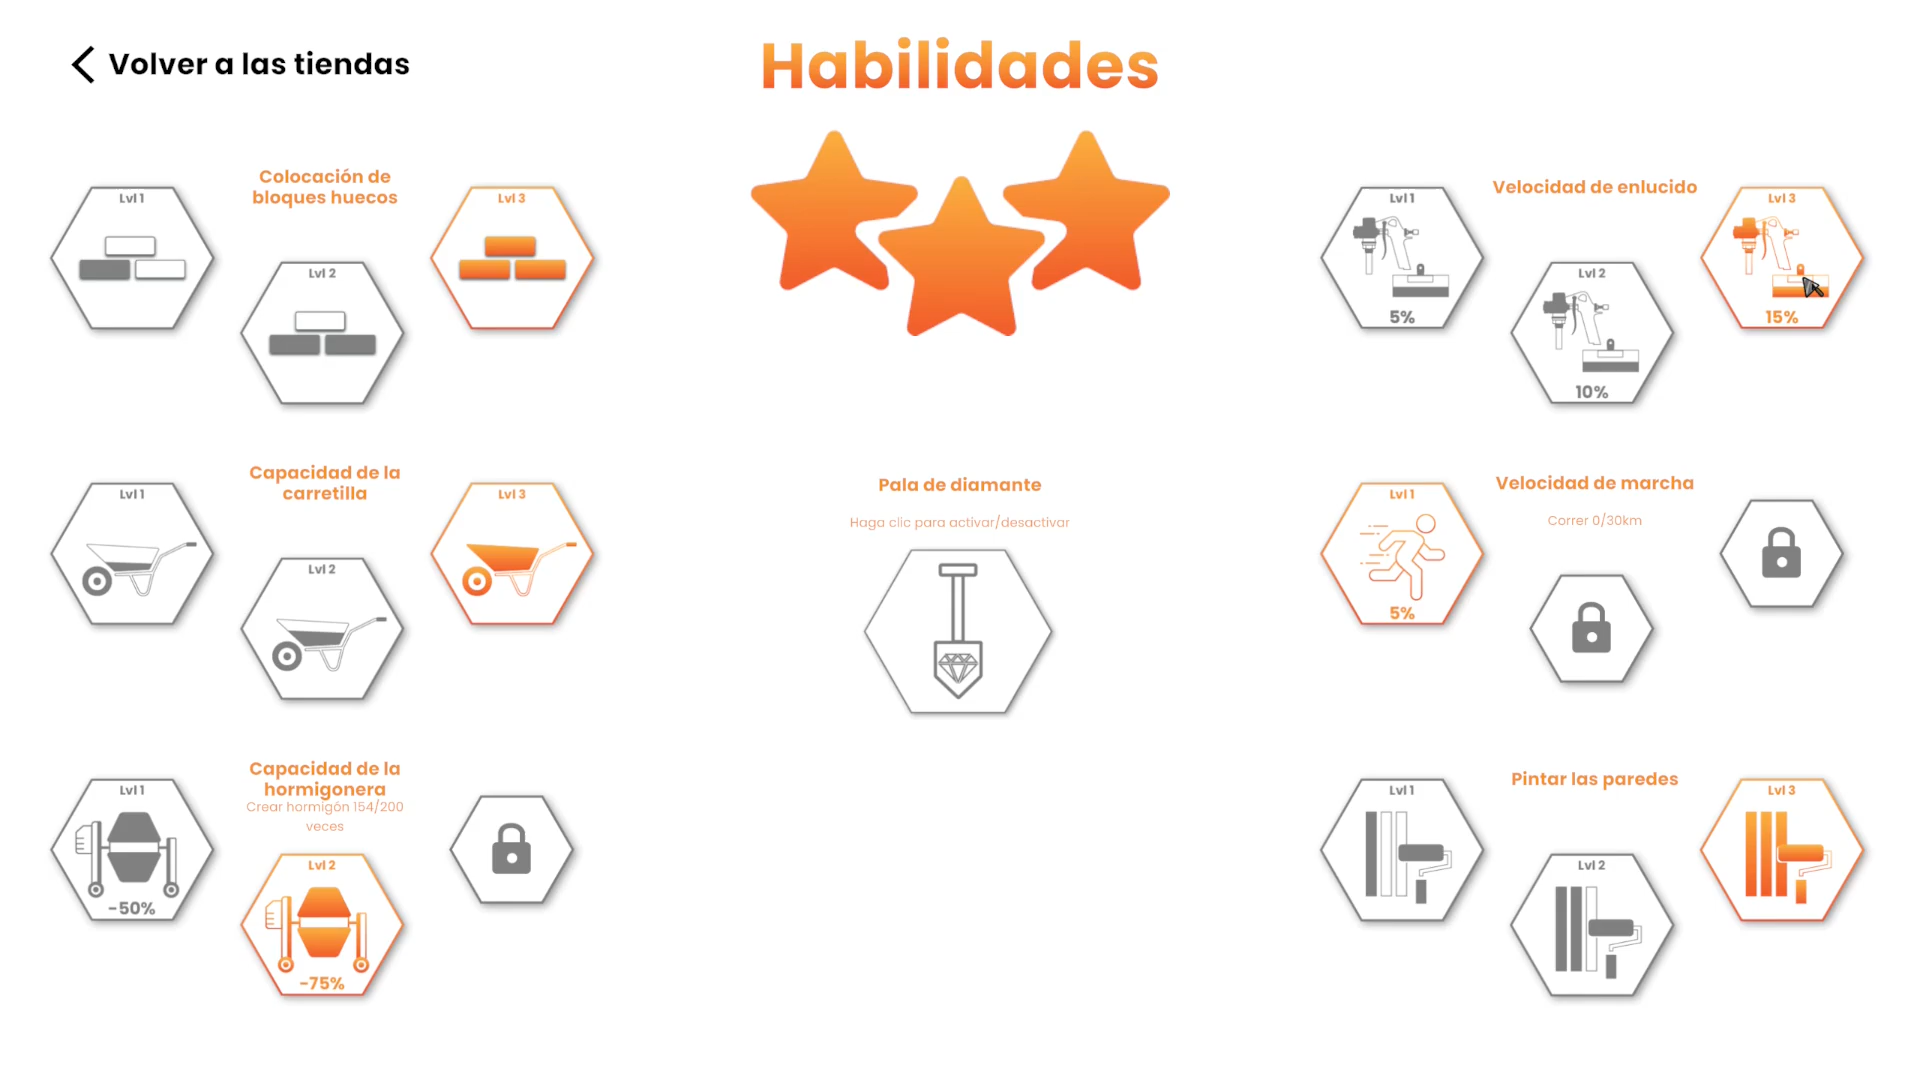 Volver a las tiendas
Habilidades
Colocación de
bloques huecos
Lvl 1
Lvl 2
Lvl 3
Velocidad de enlucido
Lvl 1
5%
Lvl 2
10%
Lvl 3
15%
Capacidad de la
carretilla
Lvl 1
Lvl 2
Lvl 3
Pala de diamante
Haga clic para activar/desactivar
Velocidad de marcha
Correr 0/30km
Lvl 1
5%
Capacidad de la
hormigonera
Crear hormigón 154/200
veces
Lvl 1
-50%
Lvl 2
-75%
Pintar las paredes
Lvl 1
Lvl 2
Lvl 3